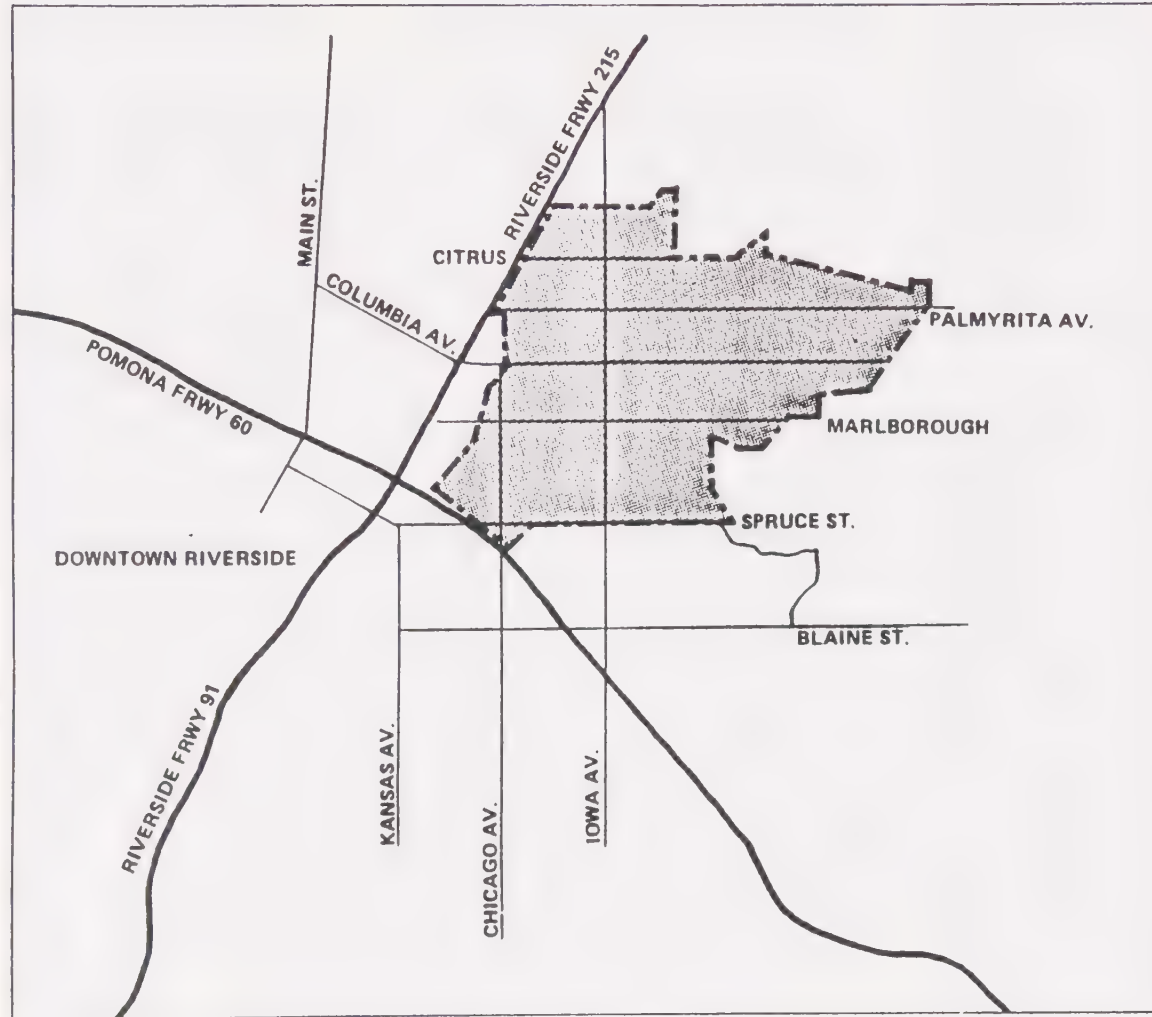 RIVERSIDE FRWY 215
MAIN ST.
CITRUS
COLUMBIA AV.
PALMYRITA AV.
POMONA FRWY 60
MARLBOROUGH
SPRUCE ST.
DOWNTOWN RIVERSIDE
BLAINE ST.
RIVERSIDE FRWY 91
KANSAS AV.
CHICAGO AV.
IOWA AV.